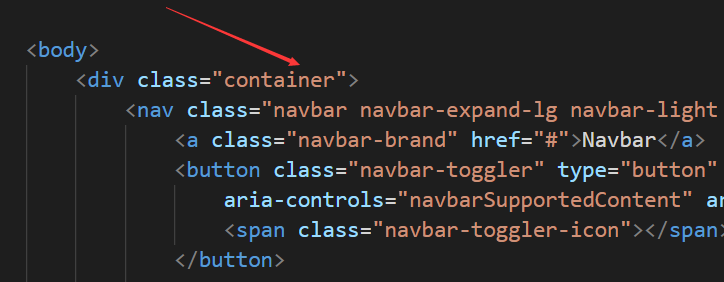 <body>
<div class="container">
<nav class="navbar navbar-expand-lg navbar-light
<a class="navbar-brand" href="#">Navbar</a>
<button class="navbar-toggler" type="button"
aria-controls="navbarSupportedContent" ar
<span class="navbar-toggler-icon"></span>
</button>